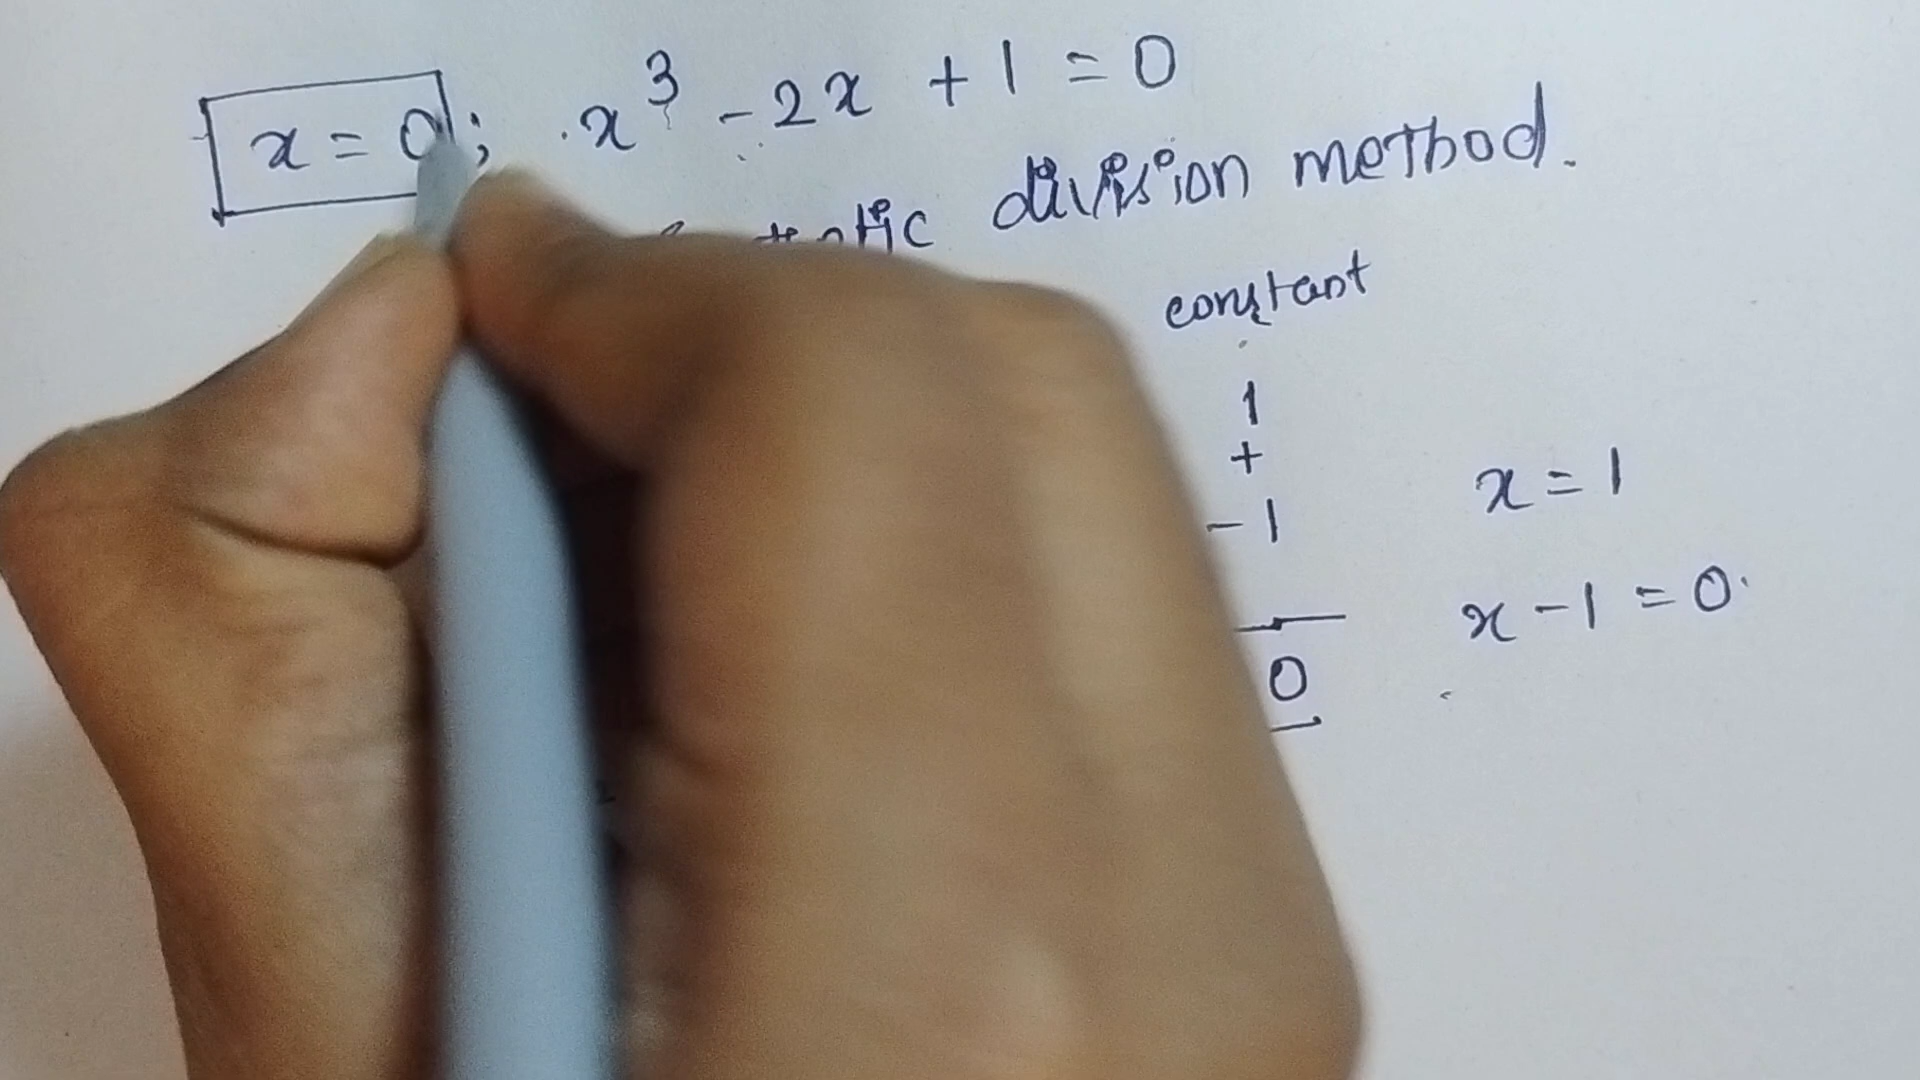 x = 0; x³ - 2x + 1 = 0
division method.
constant
1
+
x = 1
- 1
x - 1 = 0
0